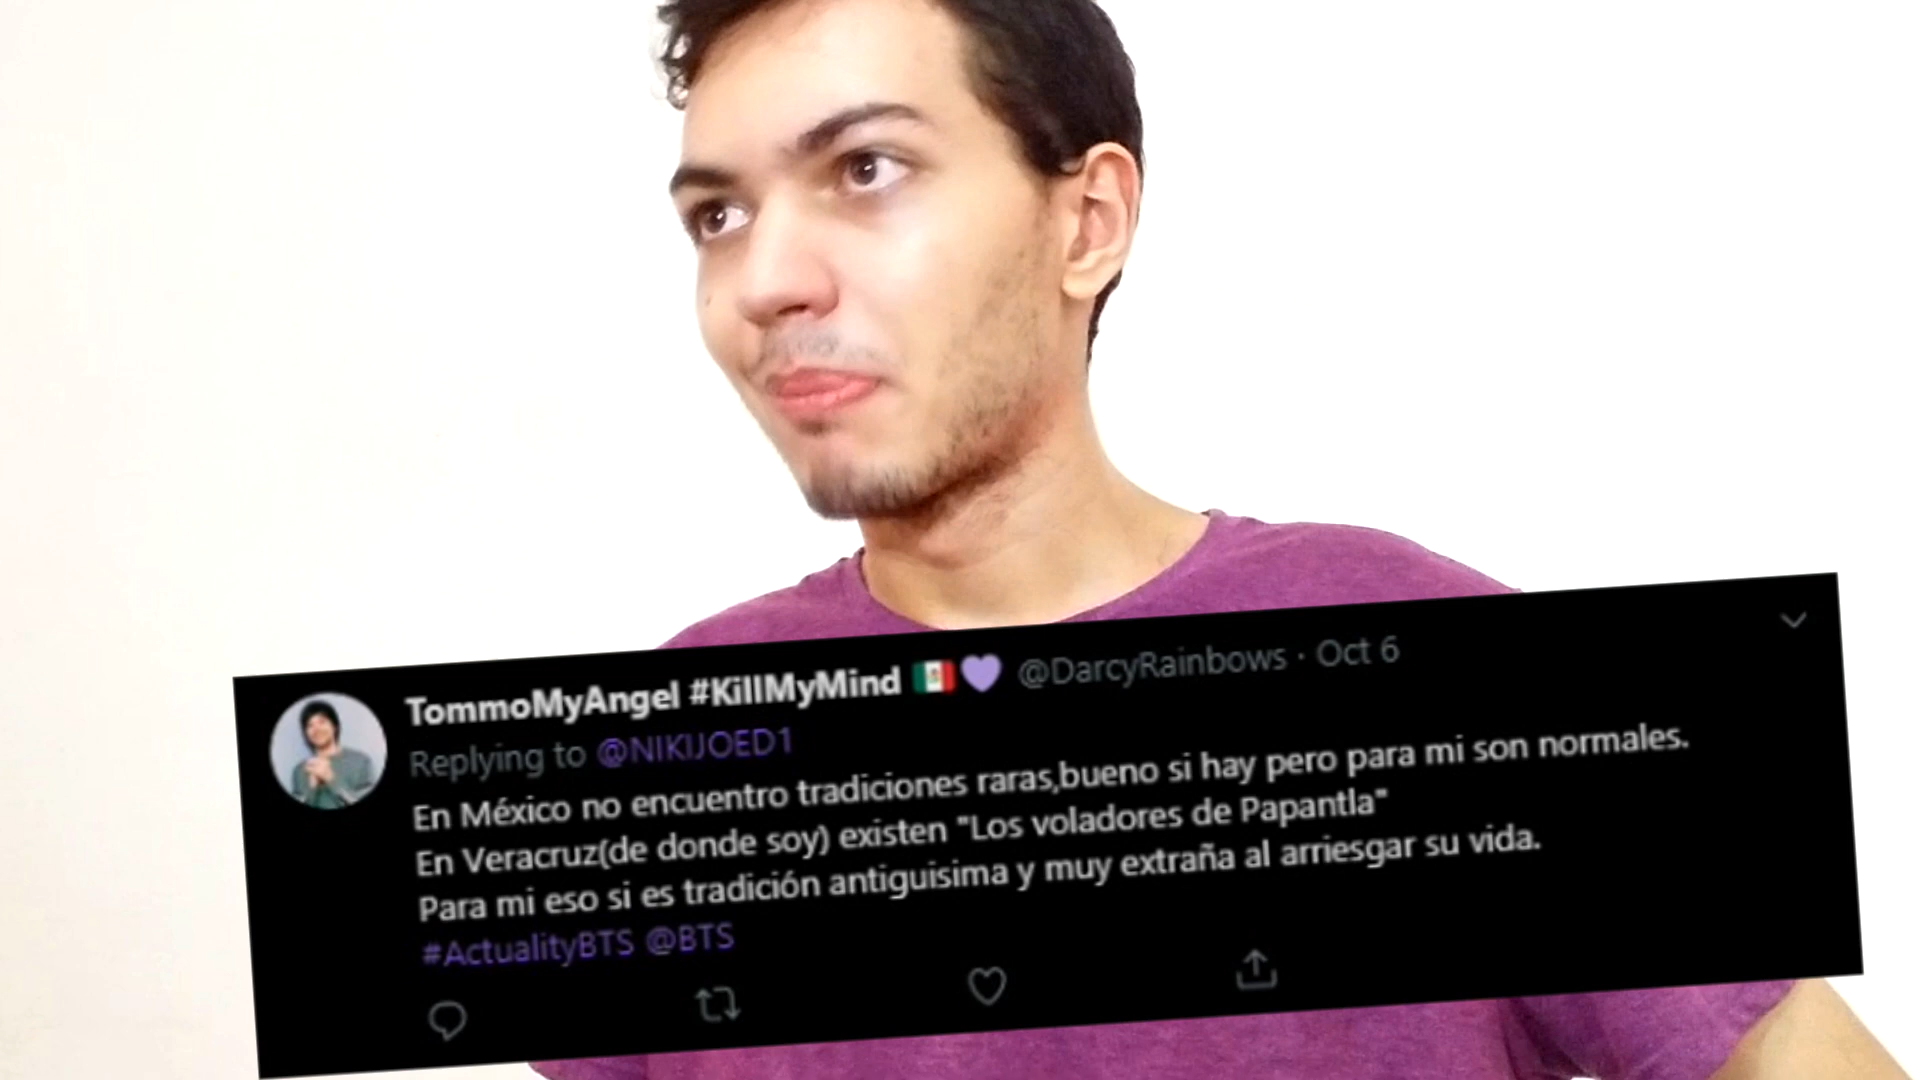 TommoMyAngel #KillMyMind 🇲🇽💜 @DarcyRainbows · Oct 6
Replying to @NIKIJOED1
En México no encuentro tradiciones raras,bueno si hay pero para mi son normales.
En Veracruz(de donde soy) existen "Los voladores de Papantla"
Para mi eso si es tradición antiguisima y muy extraña al arriesgar su vida.
#ActualityBTS @BTS